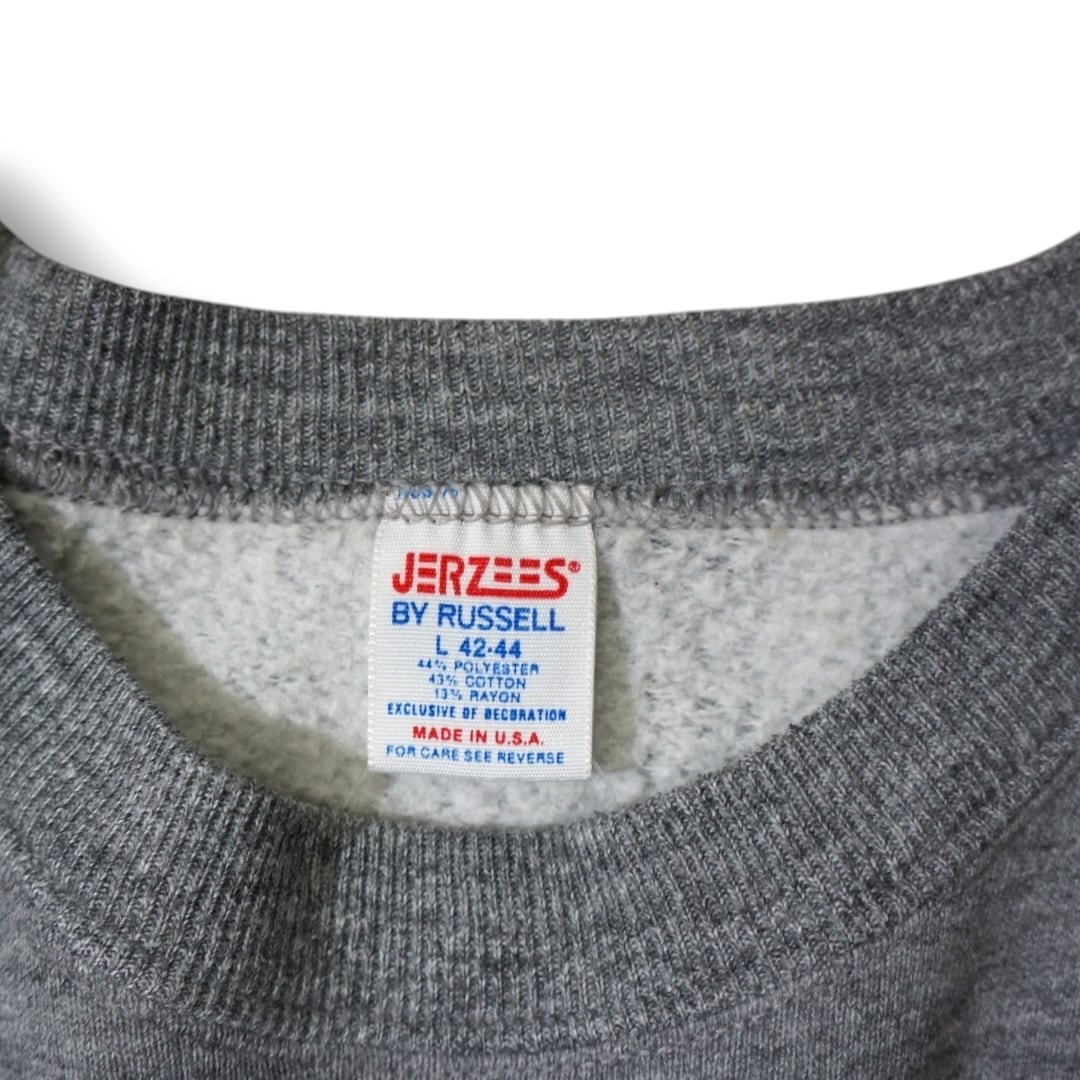 JERZEES®
BY RUSSELL
L 42-44
44% POLYESTER
43% COTTON
13% RAYON
EXCLUSIVE OF DECORATION
MADE IN U.S.A.
FOR CARE SEE REVERSE